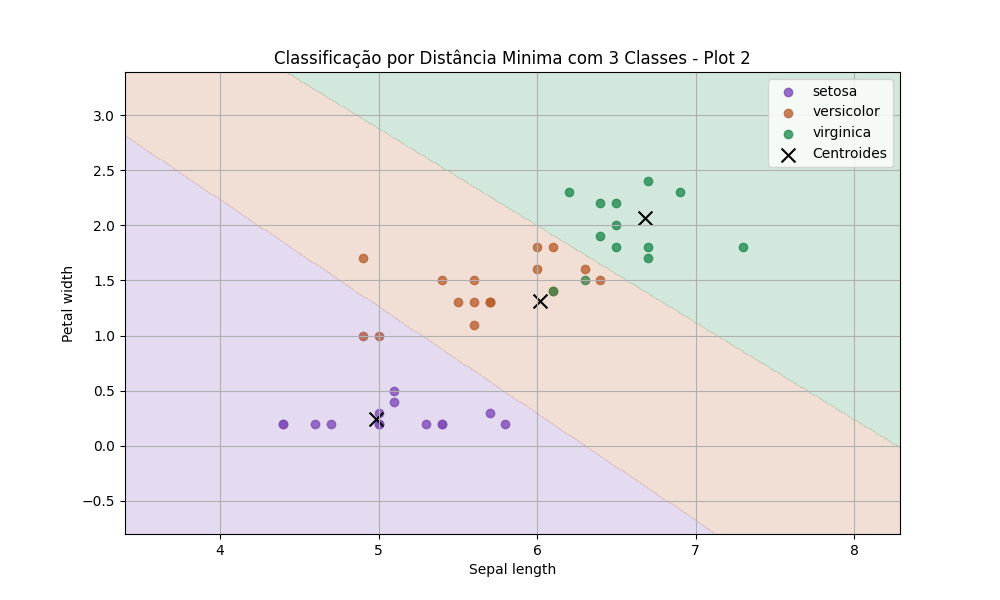 Classificação por Distância Minima com 3 Classes - Plot 2
setosa
versicolor
virginica
Centroides
Petal width
3.0
2.5
2.0
1.5
1.0
0.5
0.0
−0.5
4 5 6 7 8
Sepal length